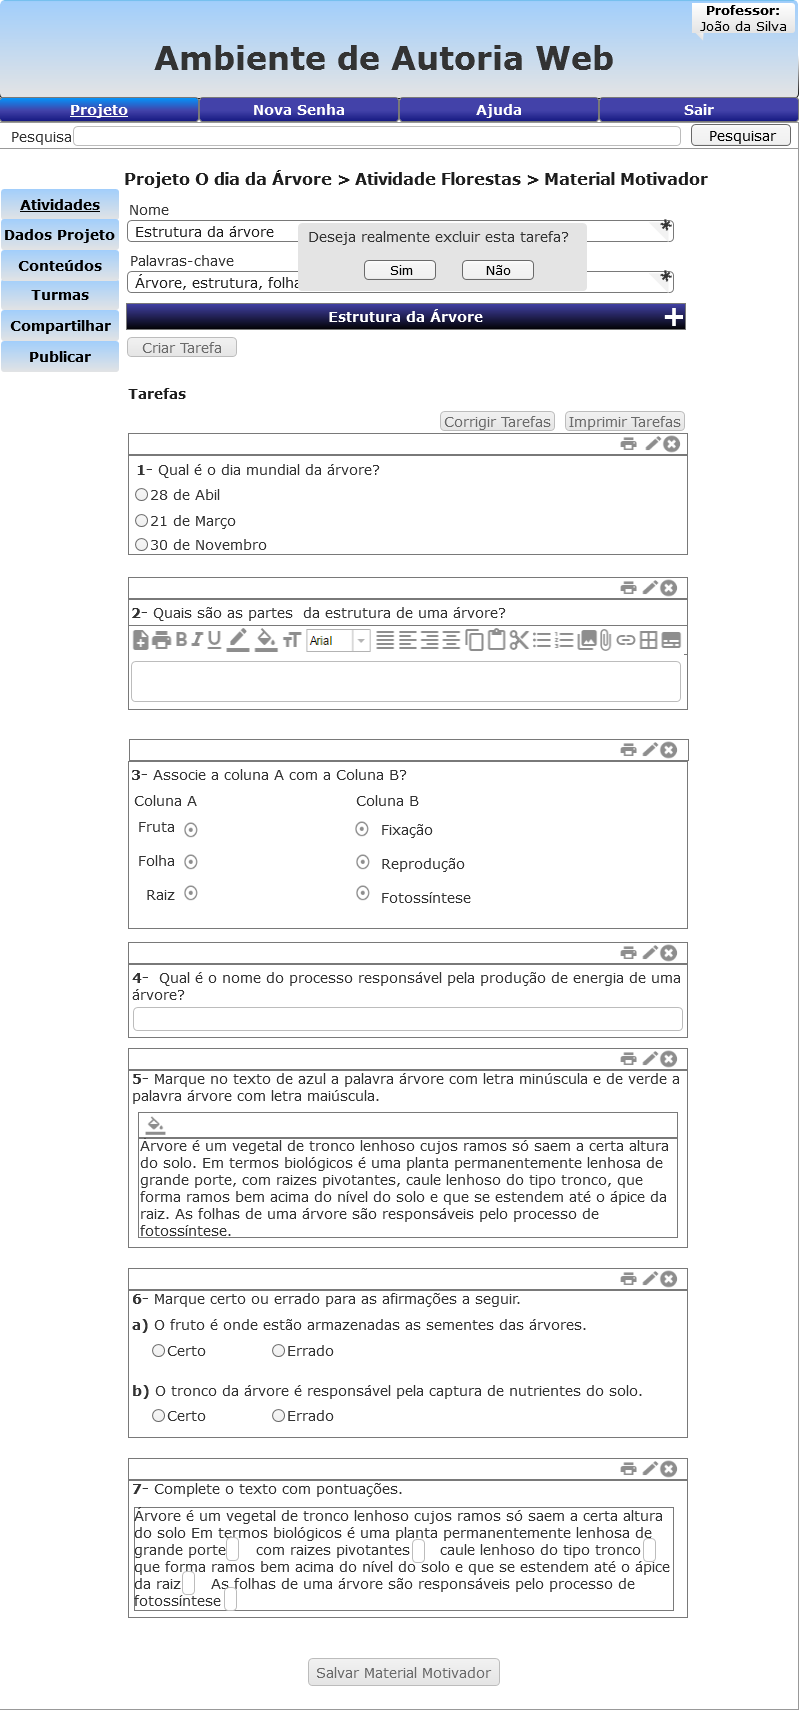 Professor:
João da Silva
Ambiente de Autoria Web
Projeto Nova Senha Ajuda Sair
Pesquisa Pesquisar
Projeto O dia da Árvore > Atividade Florestas > Material Motivador
Atividades
Dados Projeto
Conteúdos
Turmas
Compartilhar
Publicar
Nome
Estrutura da árvore *
Deseja realmente excluir esta tarefa?
Sim Não
Palavras-chave
Árvore, estrutura, folha *
Estrutura da Árvore +
Criar Tarefa
Tarefas
Corrigir Tarefas Imprimir Tarefas
1- Qual é o dia mundial da árvore?
28 de Abil
21 de Março
30 de Novembro
2- Quais são as partes da estrutura de uma árvore?
B I U TT Arial
3- Associe a coluna A com a Coluna B?
Coluna A Coluna B
Fruta Fixação
Folha Reprodução
Raiz Fotossíntese
4- Qual é o nome do processo responsável pela produção de energia de uma
árvore?
5- Marque no texto de azul a palavra árvore com letra minúscula e de verde a
palavra árvore com letra maiúscula.
Árvore é um vegetal de tronco lenhoso cujos ramos só saem a certa altura
do solo. Em termos biológicos é uma planta permanentemente lenhosa de
grande porte, com raizes pivotantes, caule lenhoso do tipo tronco, que
forma ramos bem acima do nível do solo e que se estendem até o ápice da
raiz. As folhas de uma árvore são responsáveis pelo processo de
fotossíntese.
6- Marque certo ou errado para as afirmações a seguir.
a) O fruto é onde estão armazenadas as sementes das árvores.
Certo Errado
b) O tronco da árvore é responsável pela captura de nutrientes do solo.
Certo Errado
7- Complete o texto com pontuações.
Árvore é um vegetal de tronco lenhoso cujos ramos só saem a certa altura
do solo Em termos biológicos é uma planta permanentemente lenhosa de
grande porte com raizes pivotantes caule lenhoso do tipo tronco
que forma ramos bem acima do nível do solo e que se estendem até o ápice
da raiz As folhas de uma árvore são responsáveis pelo processo de
fotossíntese
Salvar Material Motivador